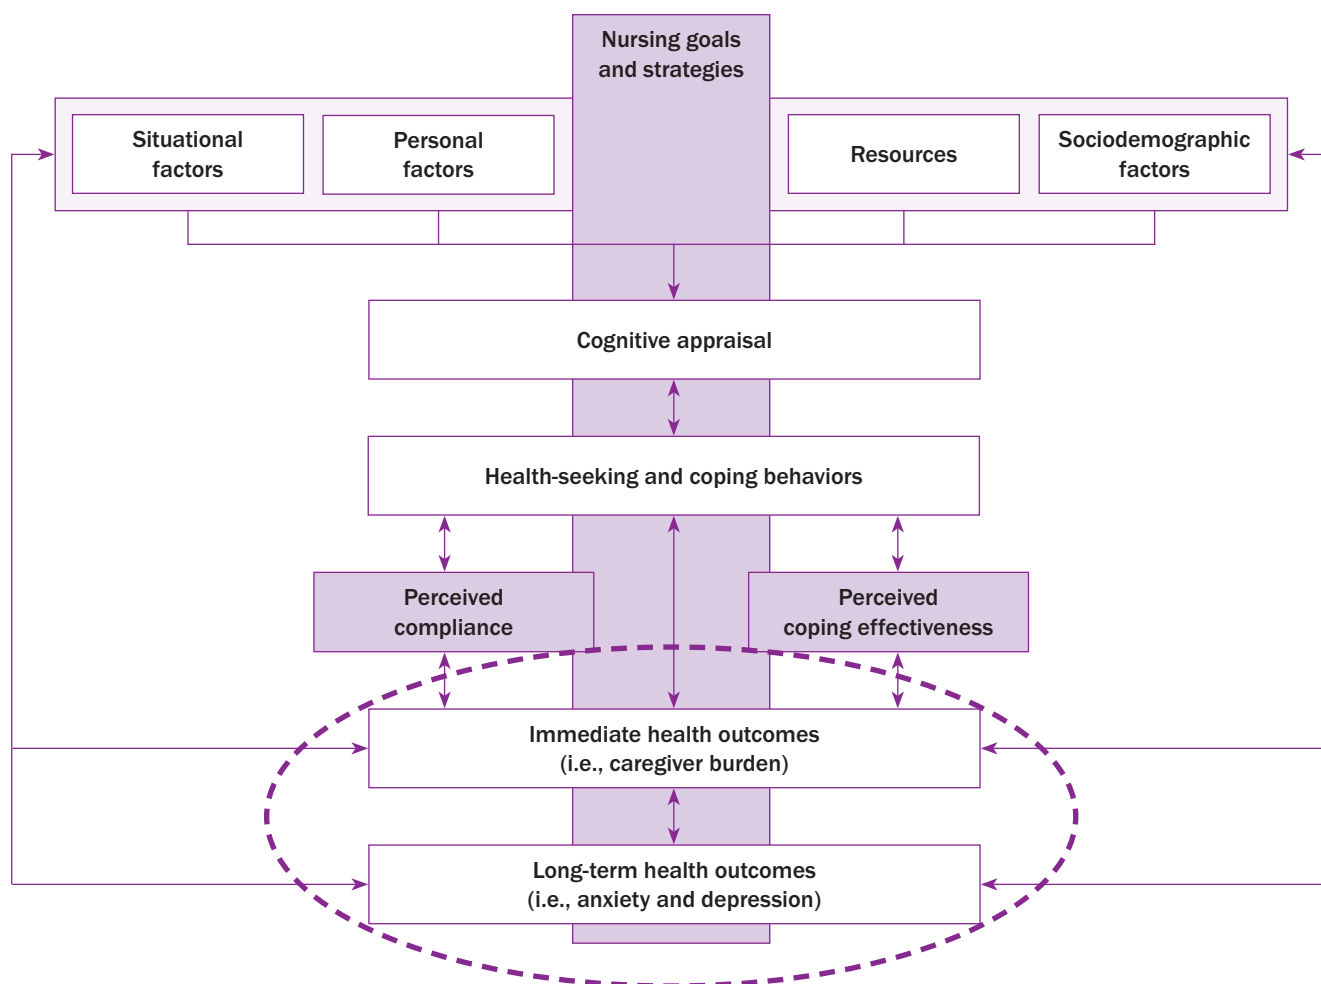 Nursing goals
and strategies
Situational
factors
Personal
factors
Resources
Sociodemographic
factors
Cognitive appraisal
Health-seeking and coping behaviors
Perceived
compliance
Perceived
coping effectiveness
Immediate health outcomes
(i.e., caregiver burden)
Long-term health outcomes
(i.e., anxiety and depression)